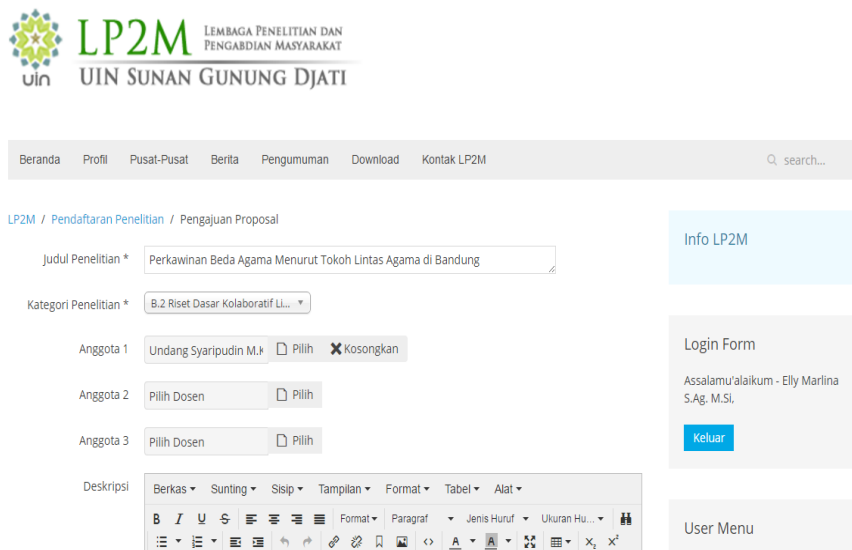 uin
LP2M
LEMBAGA PENELITIAN DAN
PENGABDIAN MASYARAKAT
UIN SUNAN GUNUNG DJATI
Beranda Profil Pusat-Pusat Berita Pengumuman Download Kontak LP2M search...
LP2M / Pendaftaran Penelitian / Pengajuan Proposal
Judul Penelitian * Perkawinan Beda Agama Menurut Tokoh Lintas Agama di Bandung
Kategori Penelitian * B.2 Riset Dasar Kolaboratif Li...
Anggota 1 Undang Syaripudin M.K Pilih Kosongkan
Anggota 2 Pilih Dosen Pilih
Anggota 3 Pilih Dosen Pilih
Deskripsi
Berkas Sunting Sisip Tampilan Format Tabel Alat
B I U S Format Paragraf Jenis Huruf Ukuran Hu...
A A X₂ X²
Info LP2M
Login Form
Assalamu'alaikum - Elly Marlina
S.Ag. M.Si,
Keluar
User Menu